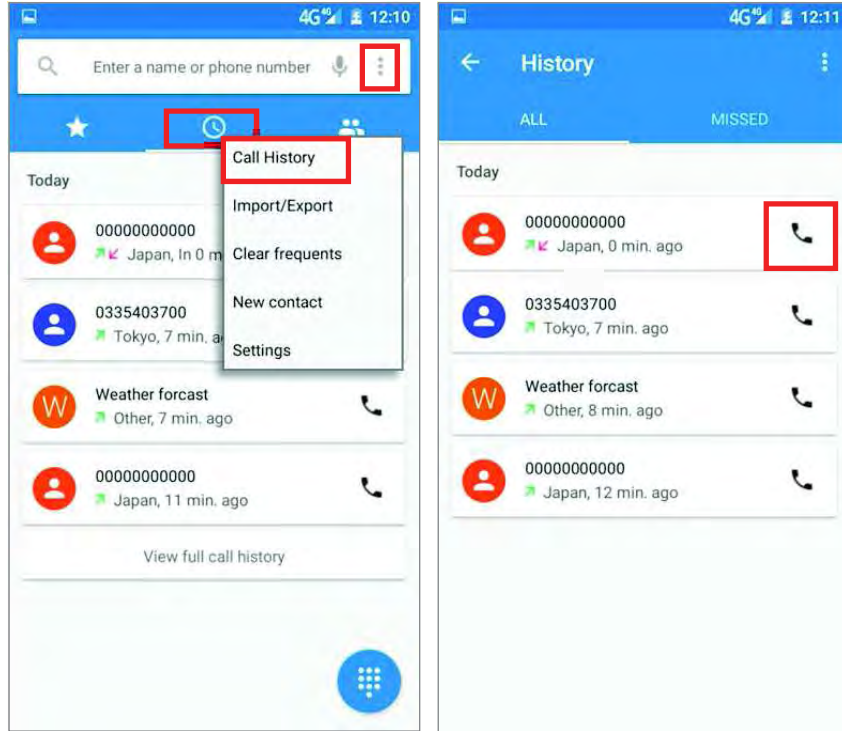 4G 4G 12:10
Enter a name or phone number
Call History
Today
Import/Export
00000000000
Japan, In 0 m
Clear frequents
New contact
0335403700
Tokyo, 7 min. a
Settings
Weather forcast
W
Other, 7 min. ago
00000000000
Japan, 11 min. ago
View full call history
4G 4G 12:11
History
ALL MISSED
Today
00000000000
Japan, 0 min. ago
0335403700
Tokyo, 7 min. ago
Weather forcast
W
Other, 8 min. ago
00000000000
Japan, 12 min. ago